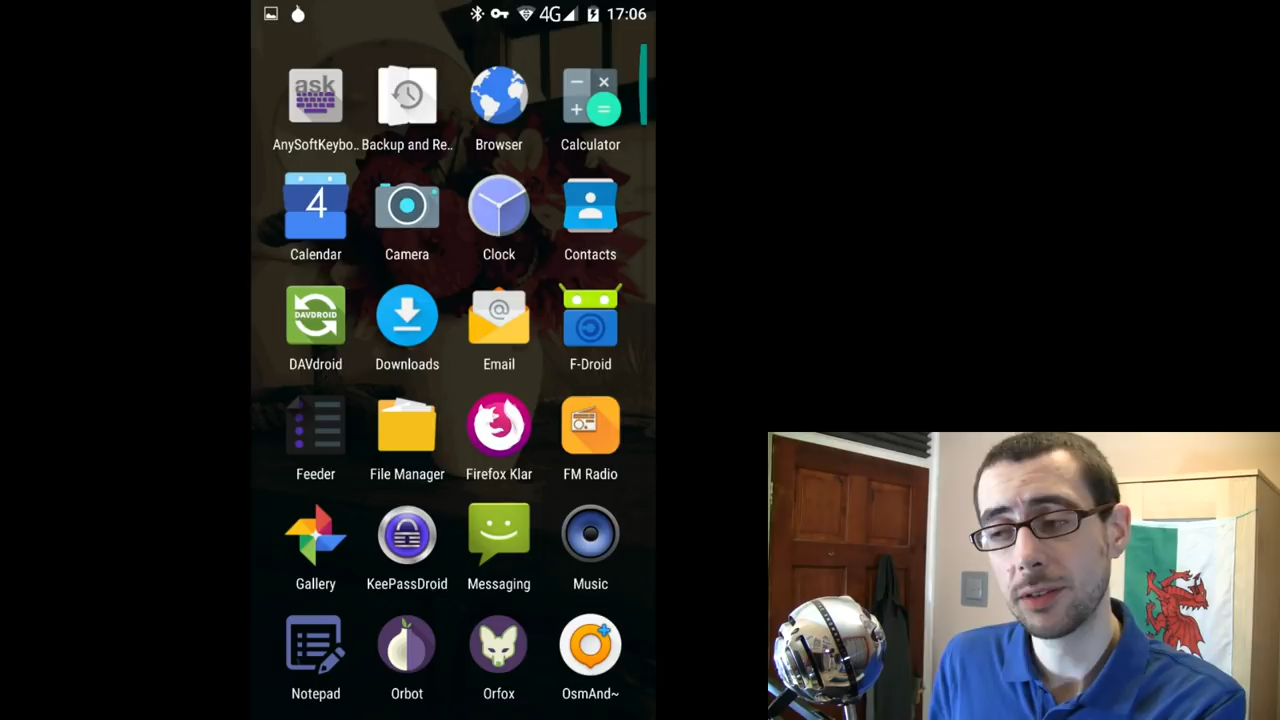 4G 17:06
ask
AnySoftKeybo.. Backup and Re.. Browser Calculator
4
Calendar Camera Clock Contacts
DAVDROID @
DAVdroid Downloads Email F-Droid
Feeder File Manager Firefox Klar FM Radio
Gallery KeePassDroid Messaging Music
Notepad Orbot Orfox OsmAnd~